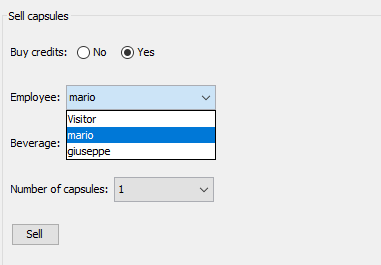 Sell capsules
Buy credits: No Yes
Employee: mario
Visitor
mario
giuseppe
Beverage:
Number of capsules: 1
Sell